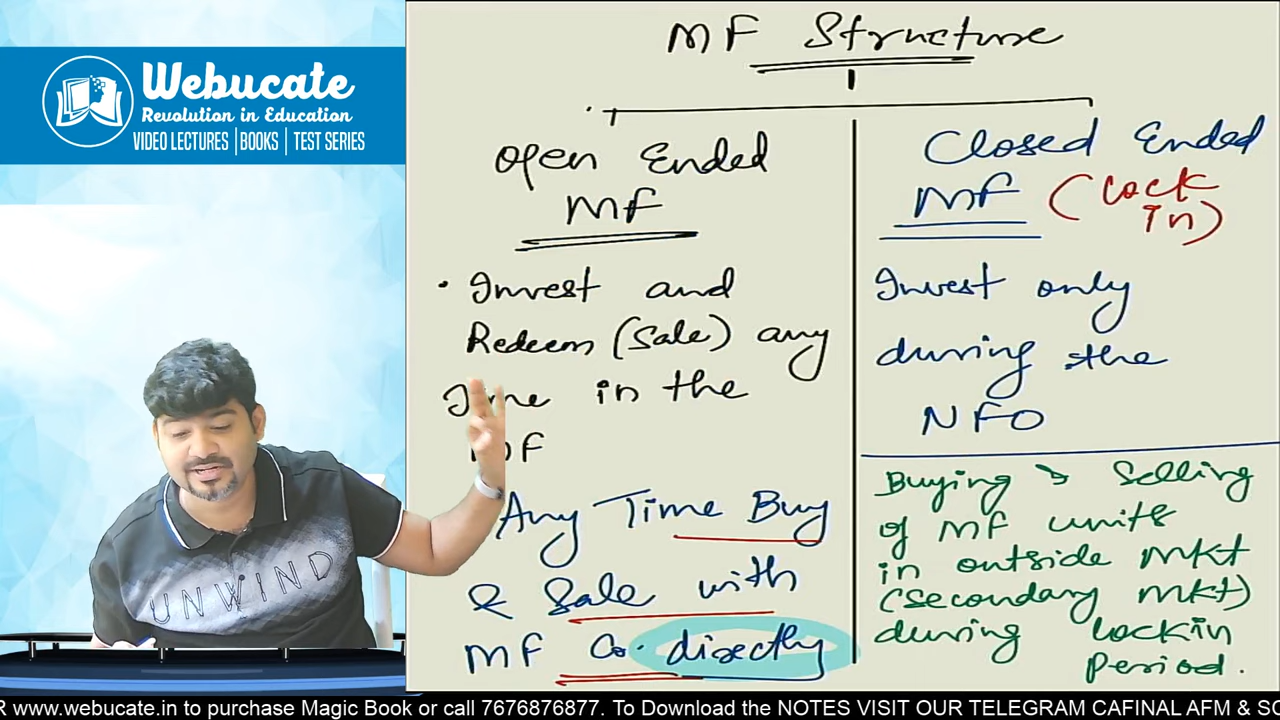 Webucate
Revolution in Education
VIDEO LECTURES | BOOKS | TEST SERIES
MF Structure
Open Ended
MF
• Invest and
Redeem (Sale) any
Time in the
MF
Any Time Buy
& Sale with
MF Co. directly
Closed Ended
MF (lock
in)
Invest only
during the
NFO
Buying & Selling
of MF units
in outside MKT
(secondary MKT)
during lockin
period.
UNWIND
R www.webucate.in to purchase Magic Book or call 7676876877. To Download the NOTES VISIT OUR TELEGRAM CAFINAL AFM & SC